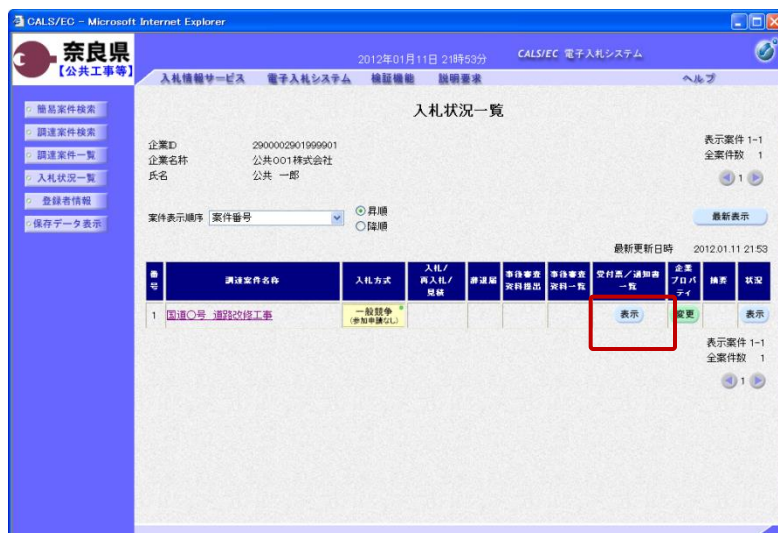 CALS/EC - Microsoft Internet Explorer
奈良県
【公共工事等】
2012年01月11日 21時53分
CALS/EC 電子入札システム
入札情報サービス 電子入札システム 検証機能 説明要求 ヘルプ
簡易案件検索
調達案件検索
調達案件一覧
入札状況一覧
登録者情報
保存データ表示
入札状況一覧
企業ID 2900002901999901
企業名称 公共001株式会社
氏名 公共 一郎
表示案件 1-1
全案件数 1
1
案件表示順序 案件番号
昇順
降順
最新表示
最新更新日時 2012.01.11 21:53
番号 調達案件名称 入札方式 入札/再入札/見積 辞退届 事後審査資料提出 事後審査資料一覧 受付票/通知書一覧 企業プロパティ 摘要 状況
1 国道〇号 道路改修工事 一般競争(参加申請なし) 表示 変更 表示
表示案件 1-1
全案件数 1
1